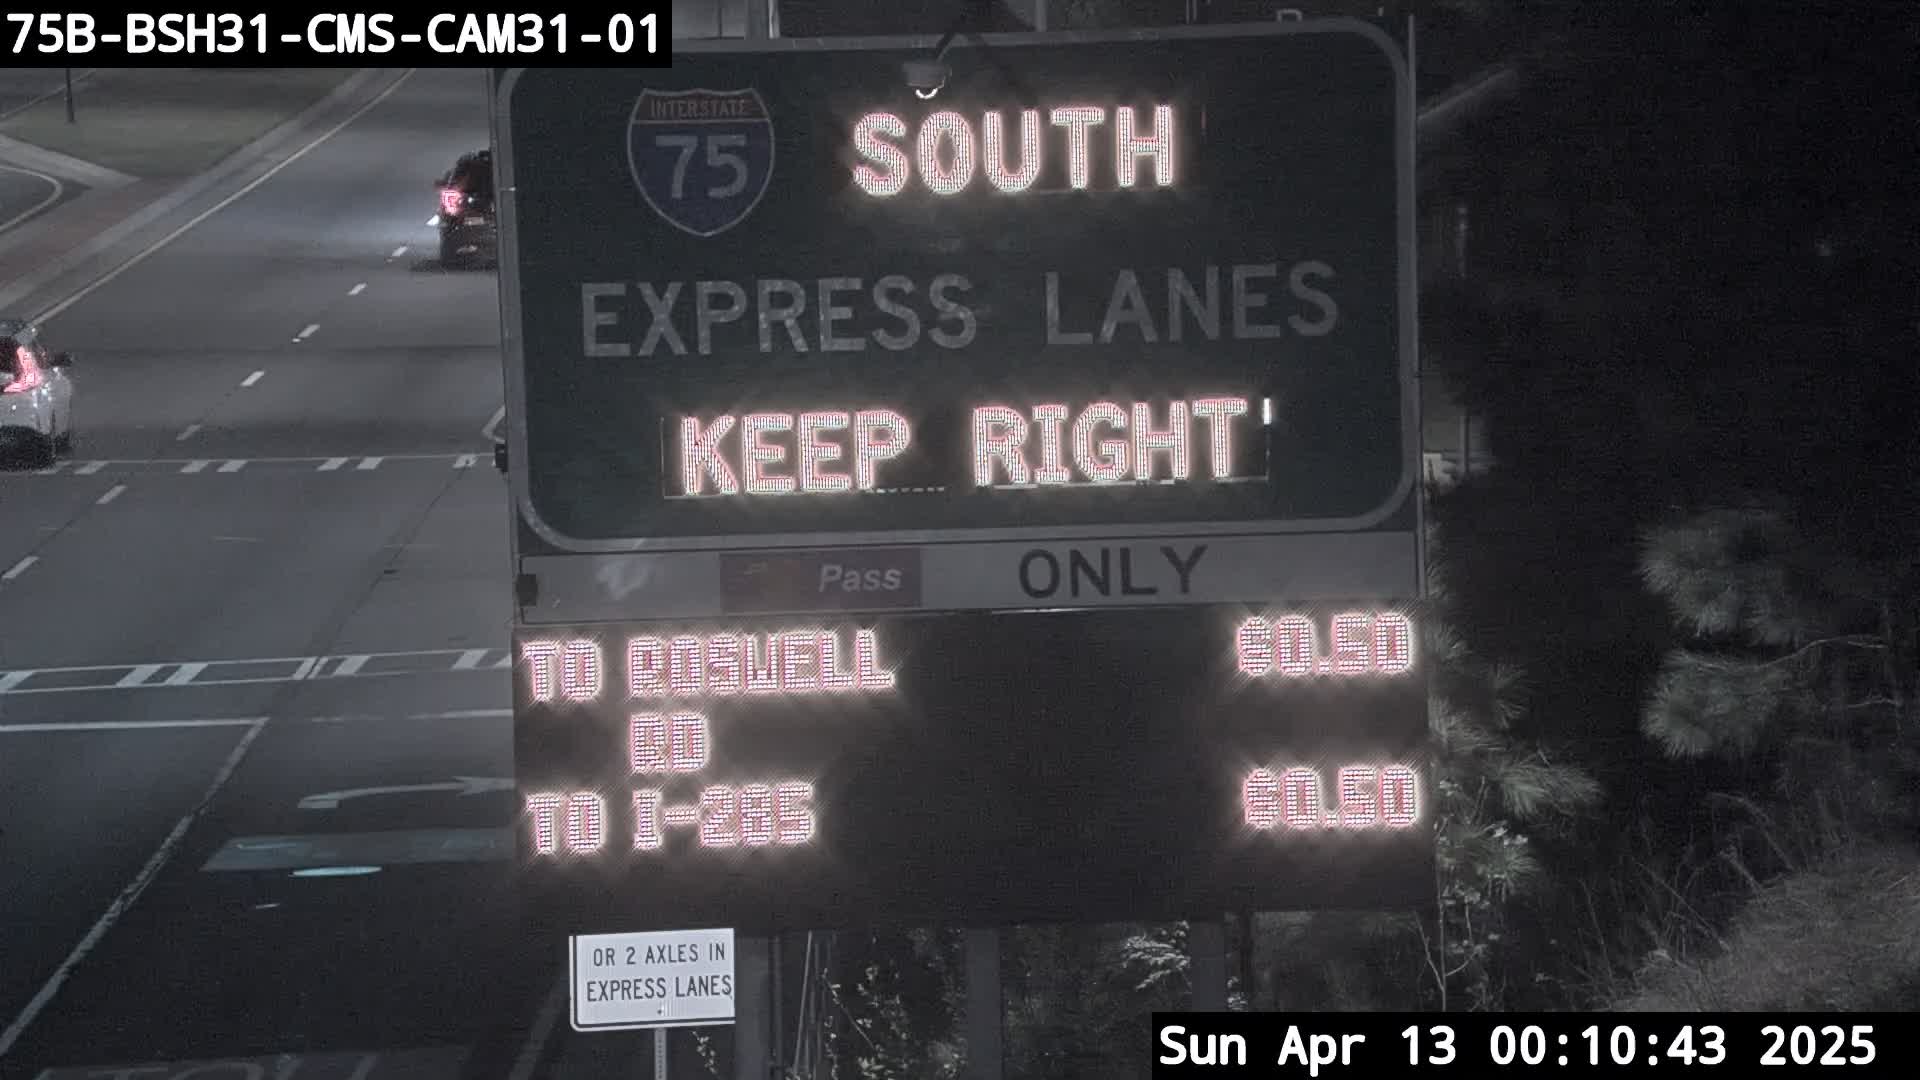 75B-BSH31-CMS-CAM31-01
INTERSTATE
75
SOUTH
EXPRESS LANES
KEEP RIGHT
Pass ONLY
TO ROSWELL $0.50
RD
TO I-285 $0.50
OR 2 AXLES IN
EXPRESS LANES
Sun Apr 13 00:10:43 2025